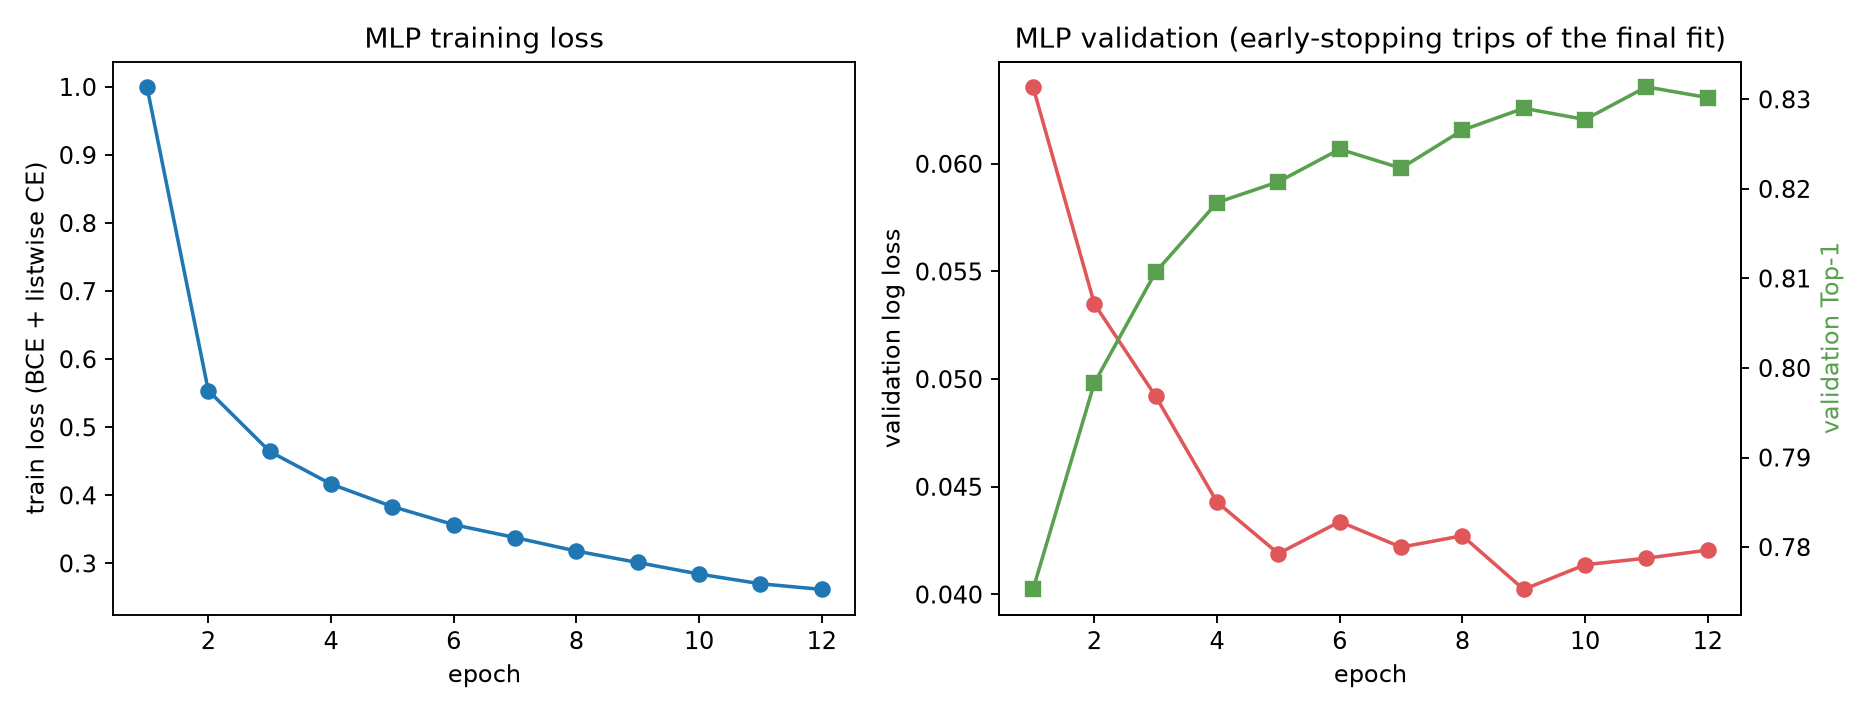 MLP training loss
train loss (BCE + listwise CE)
1.0
0.9
0.8
0.7
0.6
0.5
0.4
0.3
2 4 6 8 10 12
epoch
MLP validation (early-stopping trips of the final fit)
validation log loss
0.060
0.055
0.050
0.045
0.040
2 4 6 8 10 12
epoch
0.83
0.82
0.81
0.80
0.79
0.78
validation Top-1